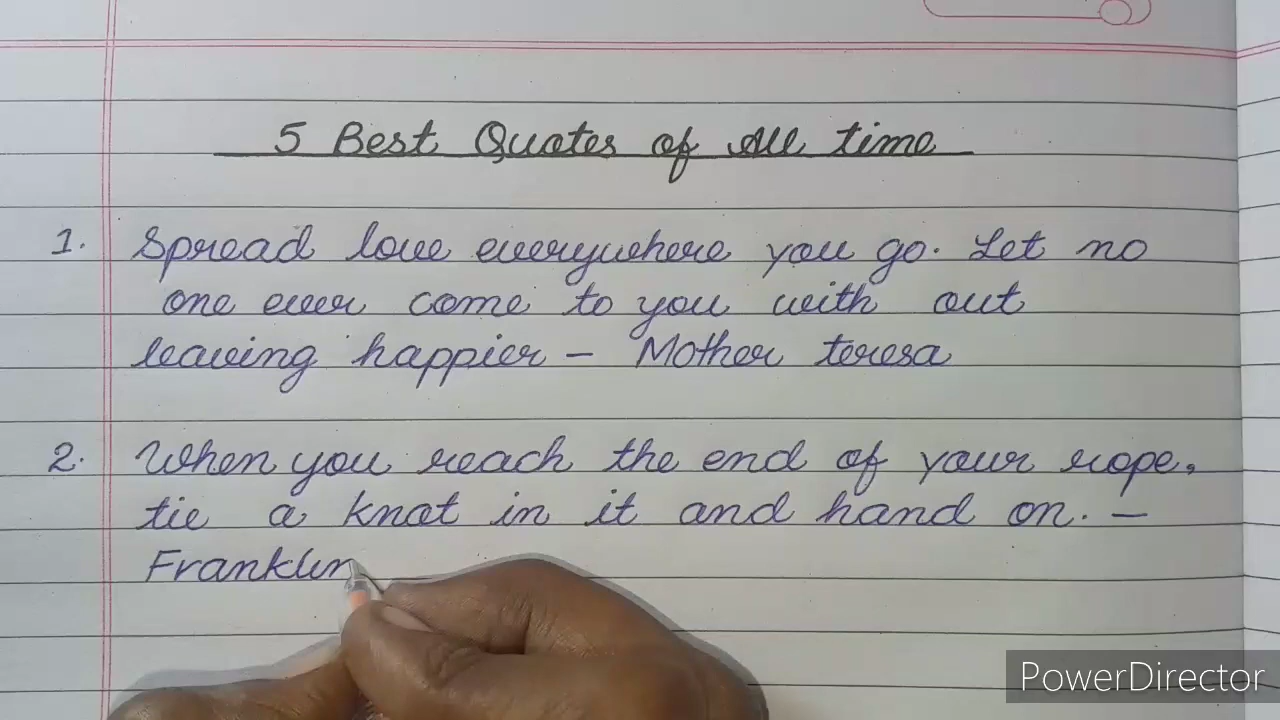 5 Best Quotes of All time
1. Spread love everywhere you go. Let no
one ever come to you with out
leaving happier - Mother teresa
2. When you reach the end of your rope,
tie a knot in it and hand on. -
Franklin
PowerDirector